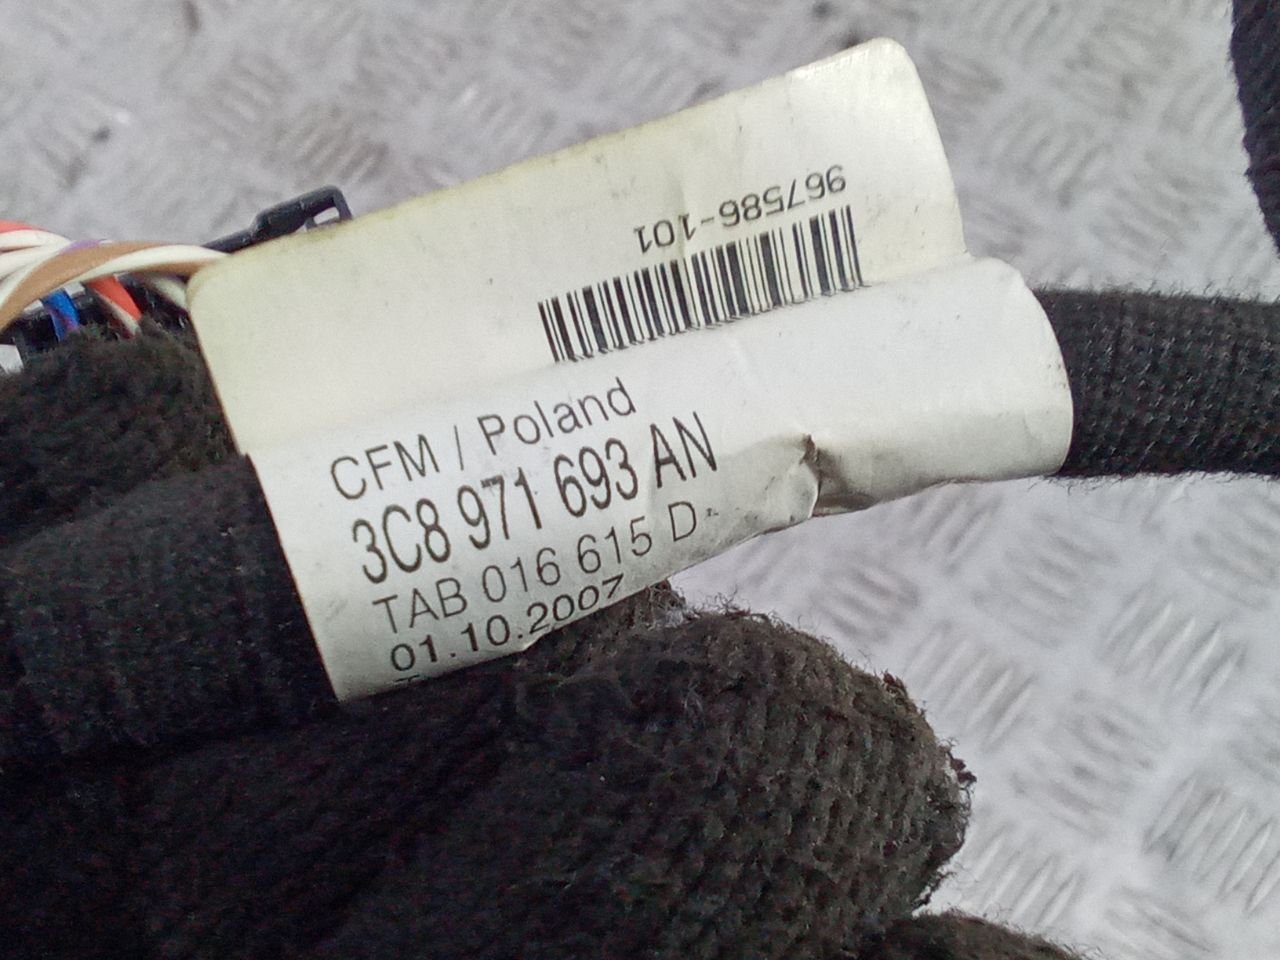 967586-101
CFM / Poland
3C8 971 693 AN
TAB 016 615 D
01.10.2007